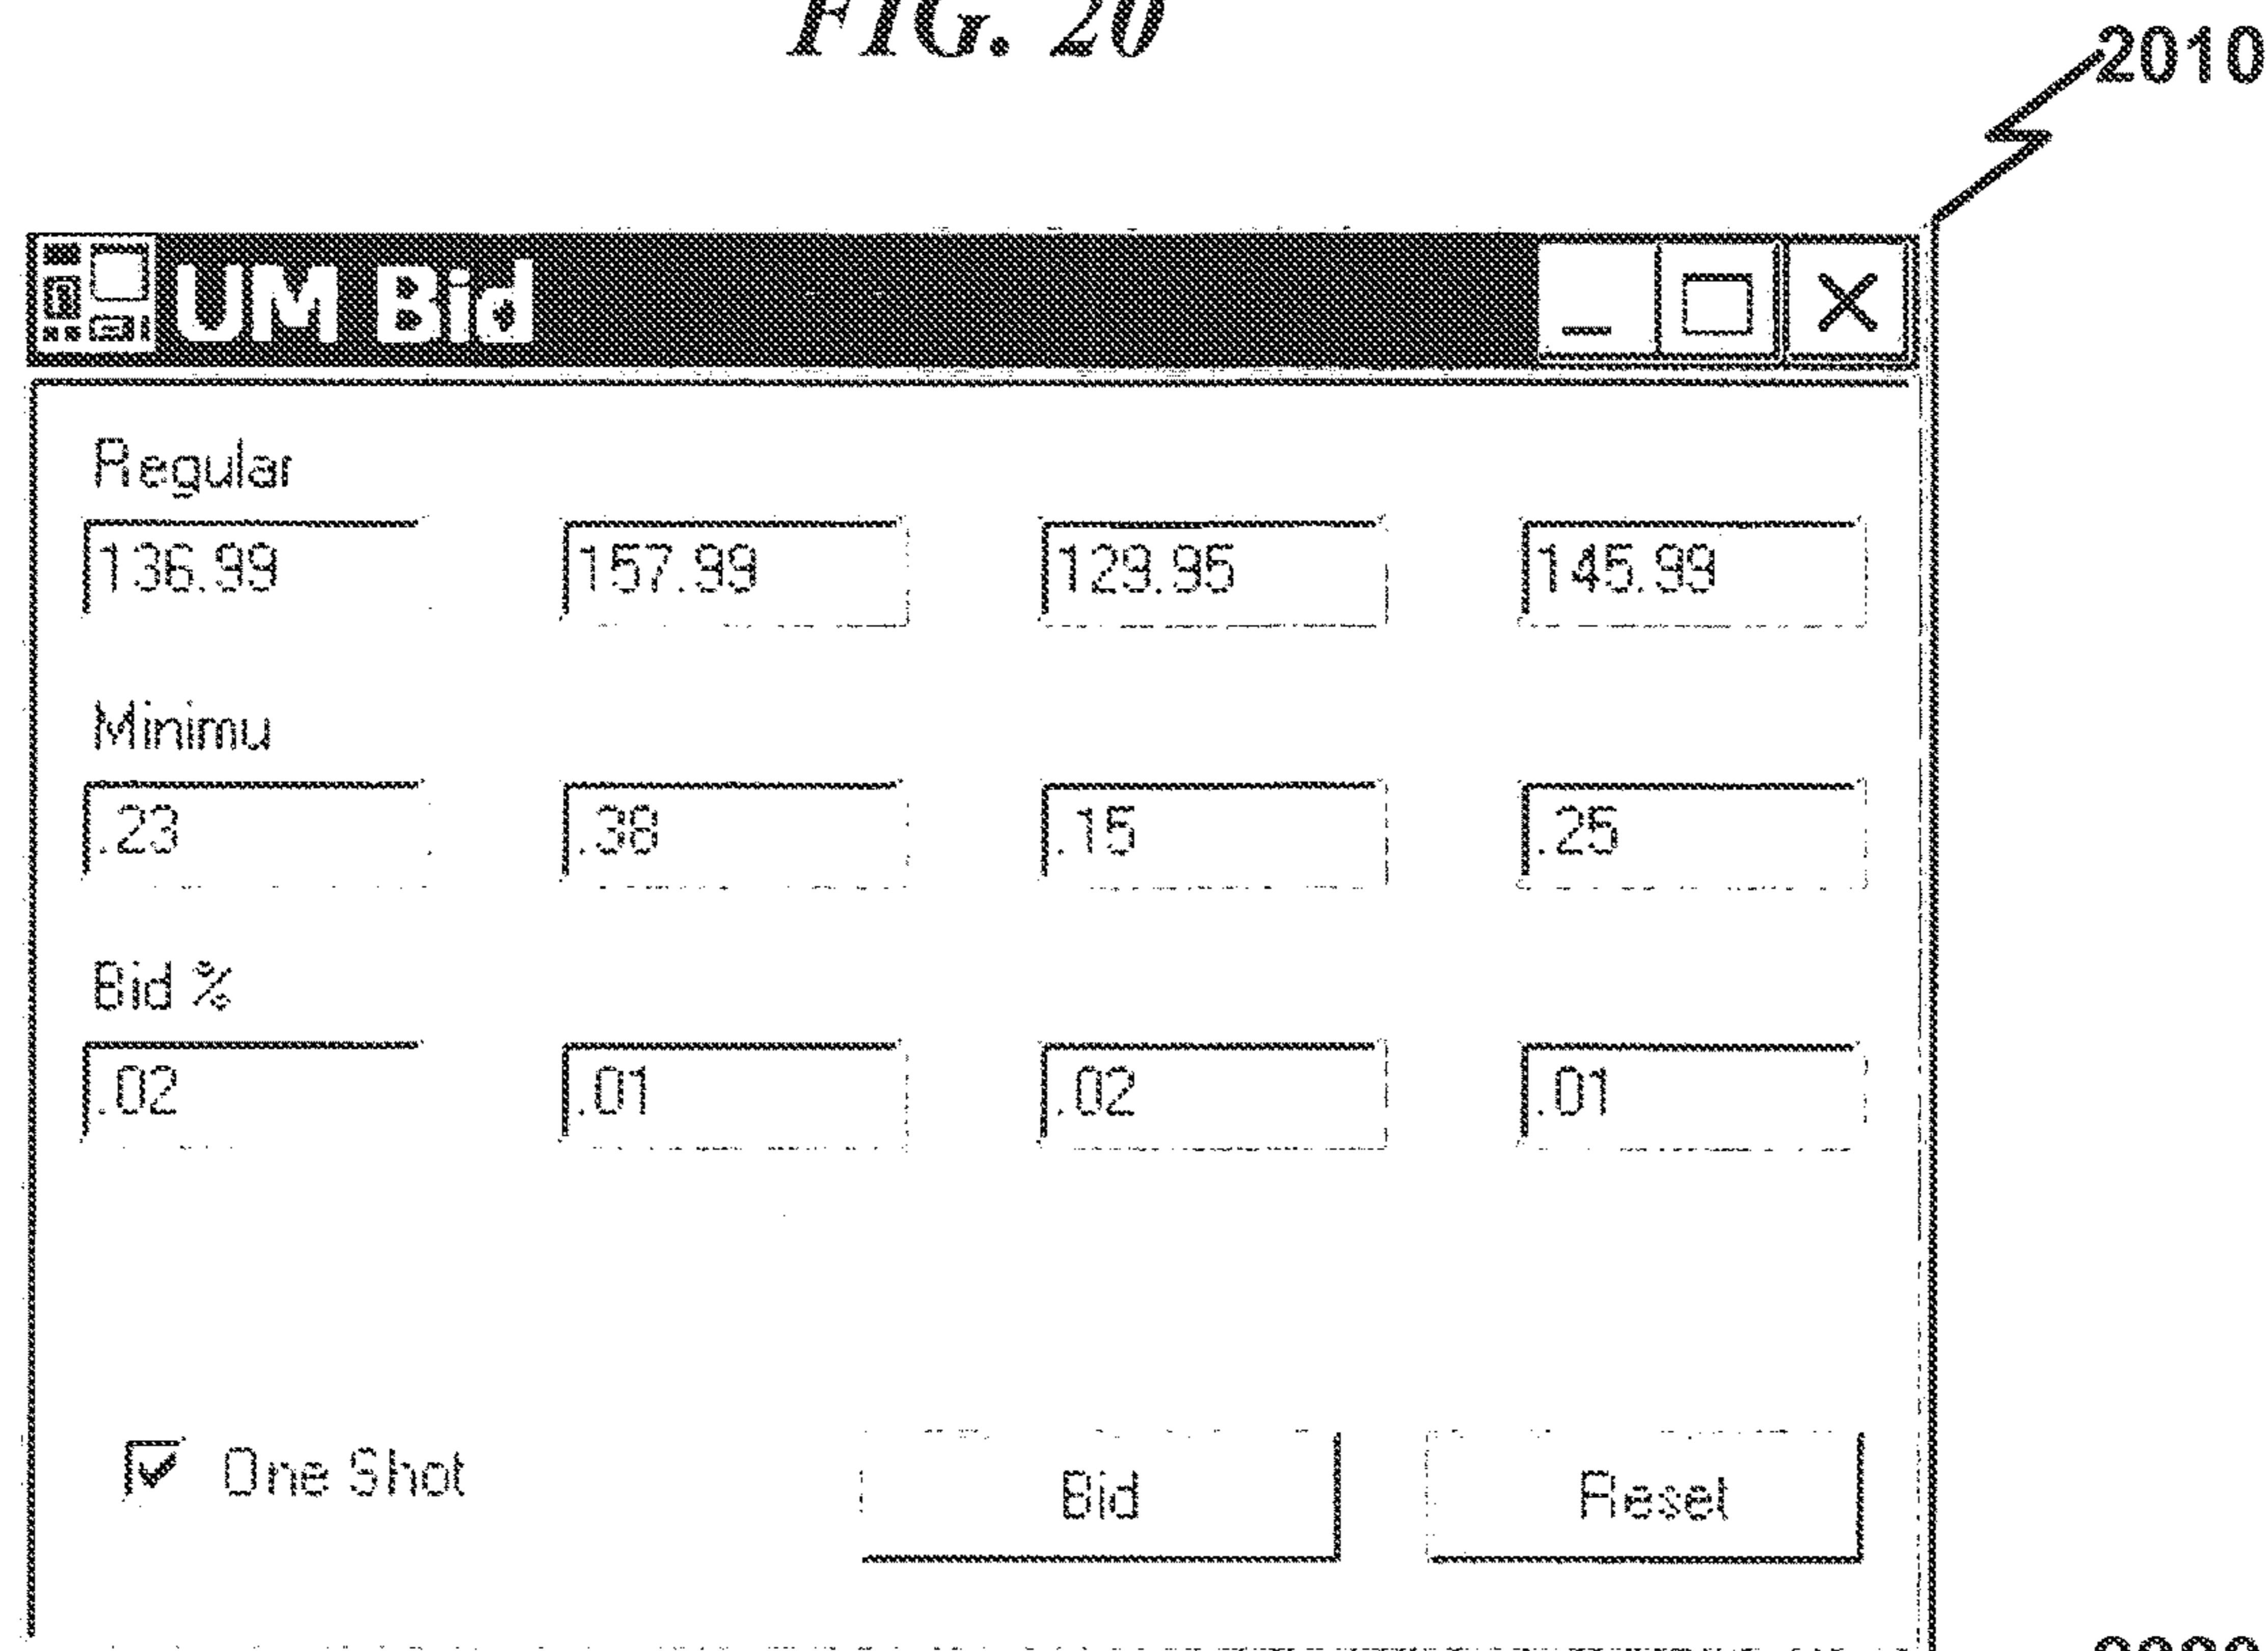 FIG. 20
2010
UM Bid
Regular
136.99 157.99 129.95 145.99
Minimu
.23 .38 .15 .25
Bid %
.02 .01 .02 .01
One Shot Bid Reset